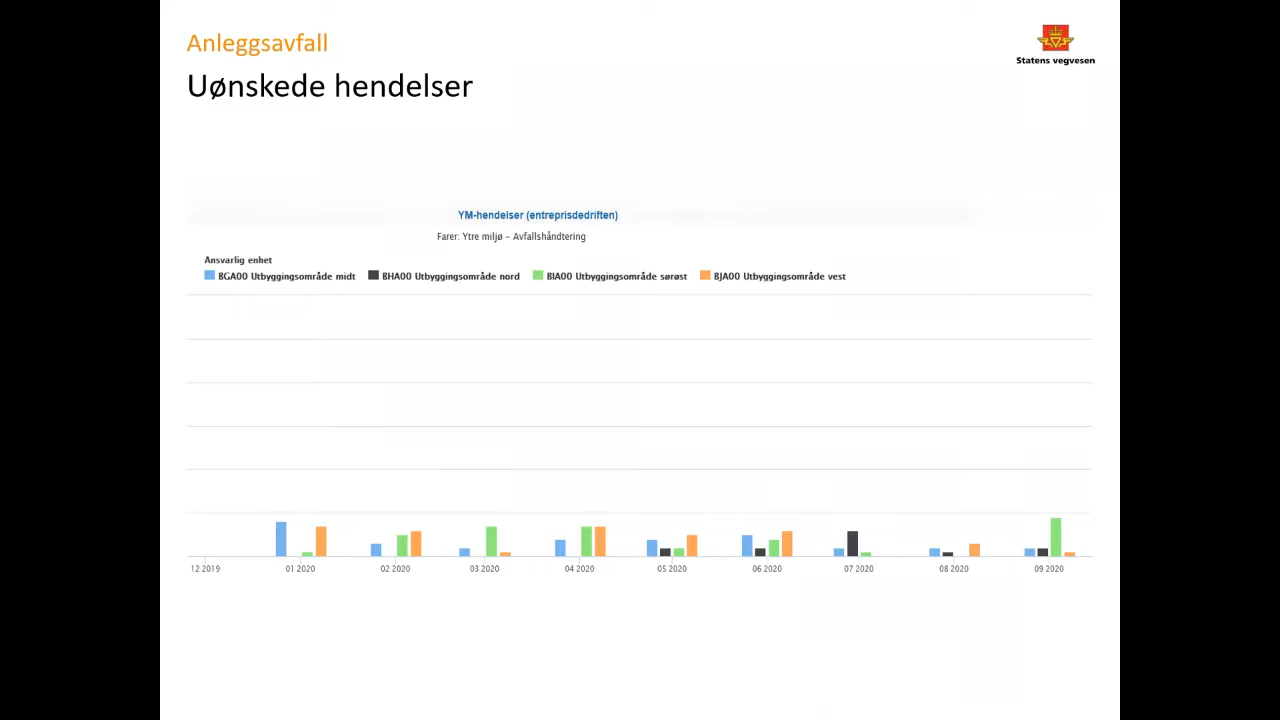 Anleggsavfall
Statens vegvesen
Uønskede hendelser
YM-hendelser (entreprisedriften)
Farer: Ytre miljø – Avfallshåndtering
Ansvarlig enhet
BGA00 Utbyggingsområde midt BHA00 Utbyggingsområde nord BIA00 Utbyggingsområde sørøst BJA00 Utbyggingsområde vest
12 2019 01 2020 02 2020 03 2020 04 2020 05 2020 06 2020 07 2020 08 2020 09 2020